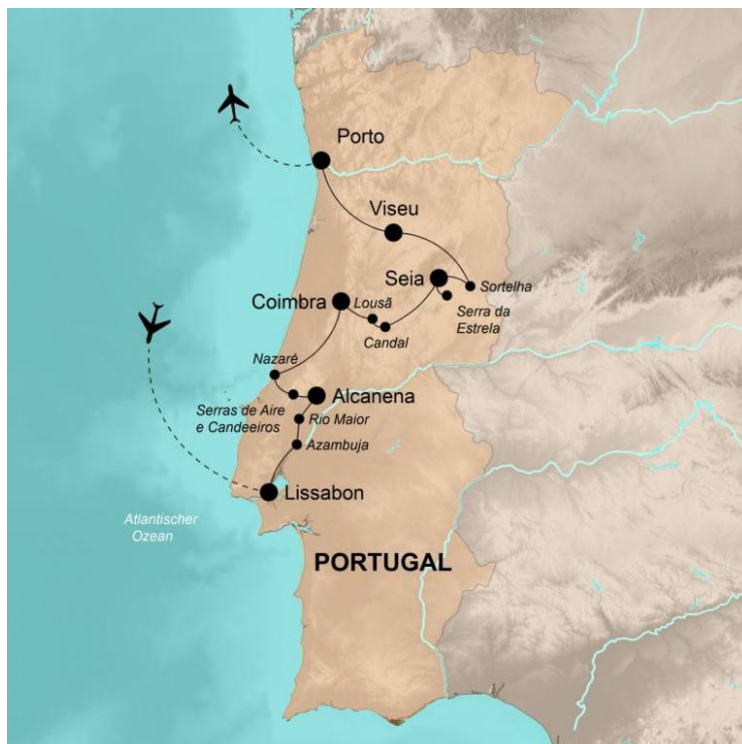 Porto
Viseu
Seia
Sortelha
Coimbra
Lousã
Serra da
Estrela
Candal
Nazaré
Alcanena
Serras de Aire
e Candeeiros
Rio Maior
Azambuja
Lissabon
Atlantischer
Ozean
PORTUGAL